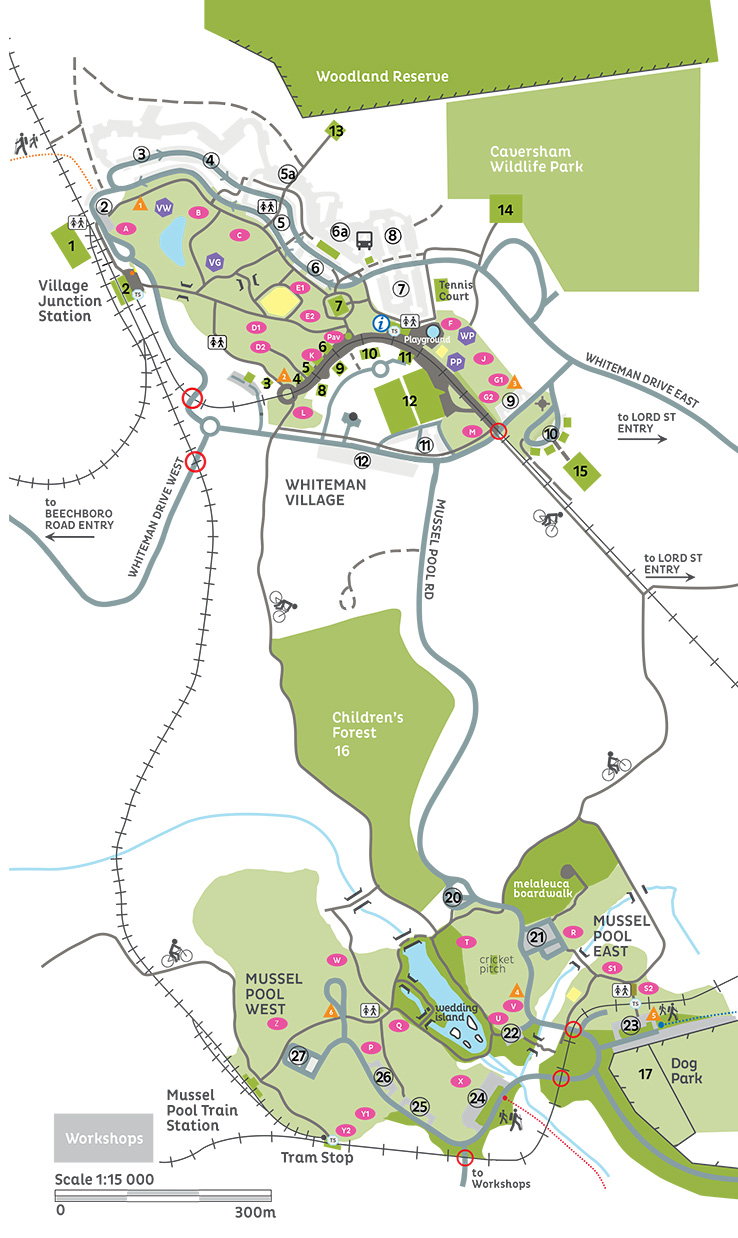 Woodland Reserve
13
Caversham
Wildlife Park
3
4
5a
2
1
VW
B
A
C
5
6a
8
14
1
VG
6
7
E1
Village
Junction
Station
2
TS
7
Tennis
Court
E2
D1
D2
Pav
6
K
5
4
2
3
i
TS
Playground
F
WP
PP
J
G1
3
G2
9
8
9
10
11
12
L
M
10
11
12
15
WHITEMAN DRIVE EAST
to LORD ST
ENTRY
WHITEMAN
VILLAGE
to
BEECHBORO
ROAD ENTRY
WHITEMAN DRIVE WEST
MUSSEL POOL RD
to LORD ST
ENTRY
Children's
Forest
16
20
melaleuca
boardwalk
21
R
MUSSEL
POOL
EAST
T
cricket
pitch
S1
S2
W
MUSSEL
POOL
WEST
4
V
U
22
wedding
island
TS
5
23
6
Z
Q
P
27
26
25
X
24
17
Dog
Park
Mussel
Pool Train
Station
Y1
Y2
TS
Tram Stop
Workshops
to
Workshops
Scale 1:15 000
0
300m